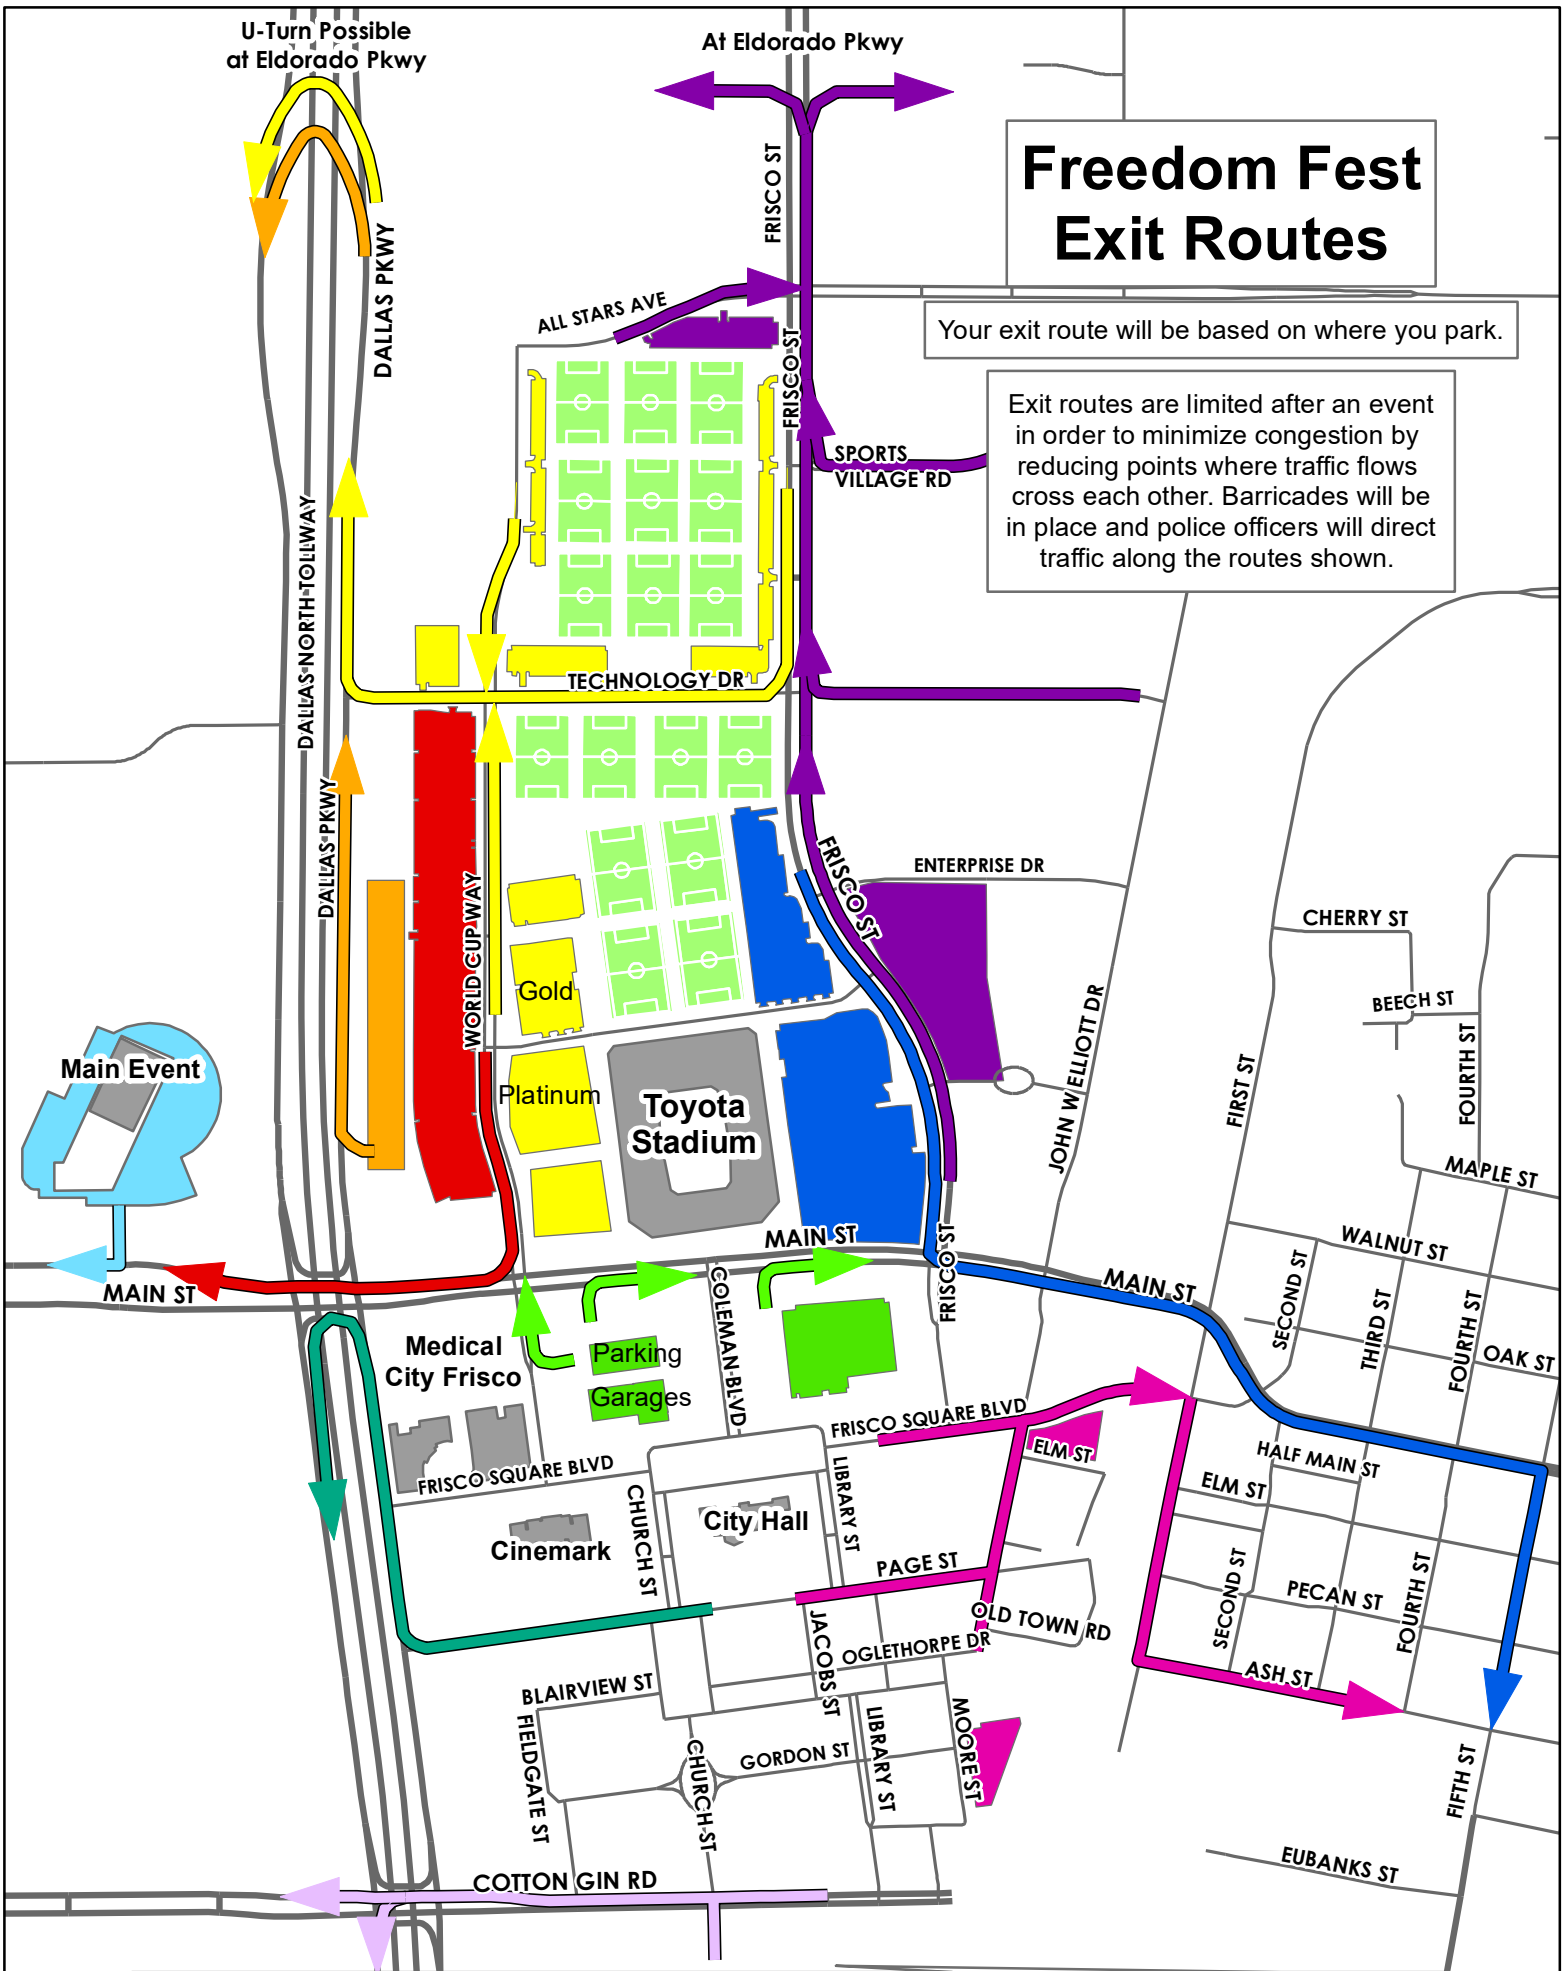 U-Turn Possible
at Eldorado Pkwy
At Eldorado Pkwy
Freedom Fest
Exit Routes
Your exit route will be based on where you park.
Exit routes are limited after an event
in order to minimize congestion by
reducing points where traffic flows
cross each other. Barricades will be
in place and police officers will direct
traffic along the routes shown.
FRISCO ST
DALLAS PKWY
ALL STARS AVE
FRISCO ST
SPORTS
VILLAGE RD
DALLAS NORTH TOLLWAY
TECHNOLOGY DR
DALLAS PKWY
WORLD CUP WAY
FRISCO ST
ENTERPRISE DR
CHERRY ST
BEECH ST
Gold
FOURTH ST
JOHN W ELLIOTT DR
FIRST ST
Main Event
Platinum
Toyota
Stadium
MAPLE ST
WALNUT ST
MAIN ST
FRISCO ST
MAIN ST
SECOND ST
MAIN ST
COLEMAN BLVD
THIRD ST
FOURTH ST
OAK ST
Medical
City Frisco
Parking
Garages
FRISCO SQUARE BLVD
ELM ST
HALF MAIN ST
FRISCO SQUARE BLVD
ELM ST
CHURCH ST
LIBRARY ST
City Hall
Cinemark
PAGE ST
SECOND ST
PECAN ST
FOURTH ST
OLD TOWN RD
JACOBS ST
OGLETHORPE DR
ASH ST
BLAIRVIEW ST
FIELDGATE ST
CHURCH ST
GORDON ST
LIBRARY ST
MOORE ST
FIFTH ST
COTTON GIN RD
EUBANKS ST